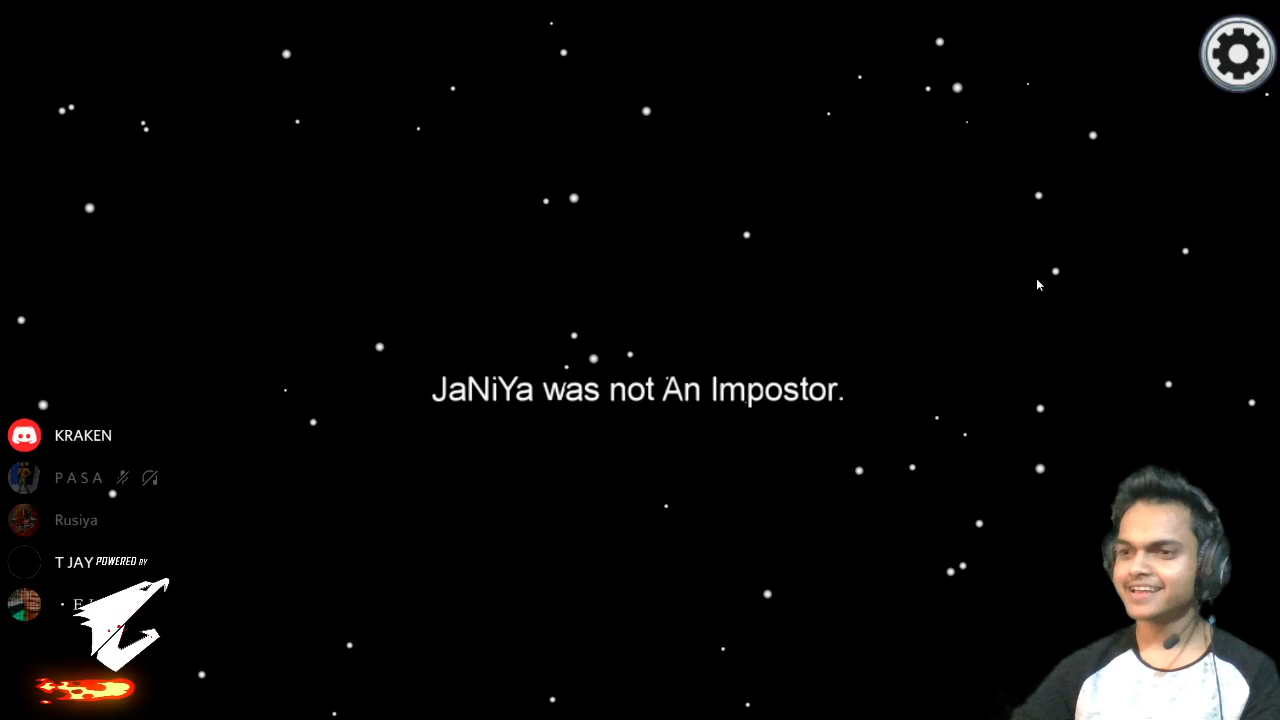 JaNiYa was not An Impostor.
KRAKEN
P A S A
Rusiya
T JAY
POWERED BY